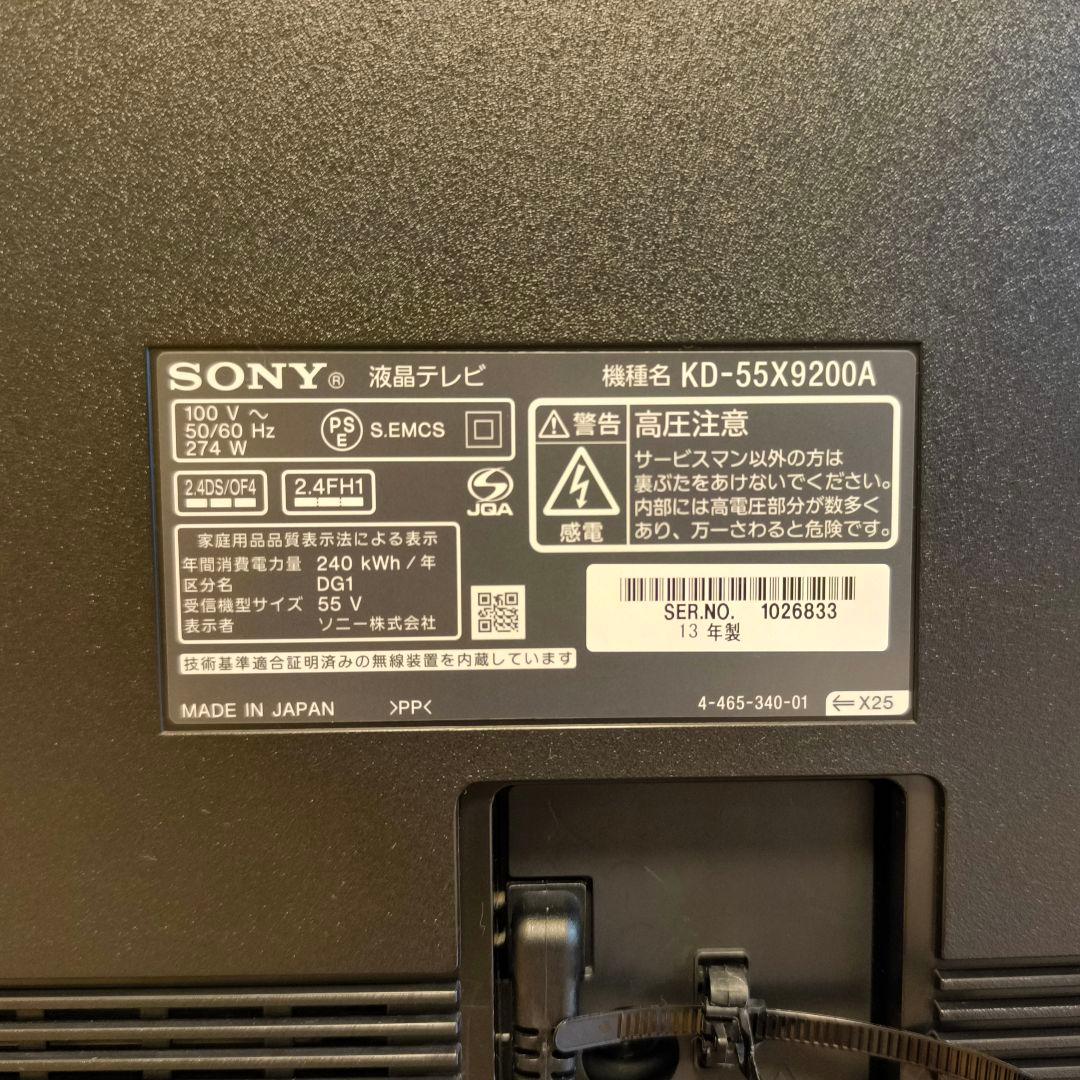 SONY® 液晶テレビ
機種名 KD-55X9200A
100 V ～
50/60 Hz
274 W
PSE S.EMCS
2.4DS/OF4
2.4FH1
JQA
⚠警告
感電
高圧注意
サービスマン以外の方は
裏ぶたをあけないでください。
内部には高電圧部分が数多く
あり、万一さわると危険です。
家庭用品品質表示法による表示
年間消費電力量 240 kWh/年
区分名 DG1
受信機型サイズ 55 V
表示者 ソニー株式会社
SER.NO. 1026833
13 年製
技術基準適合証明済みの無線装置を内蔵しています
MADE IN JAPAN >PP<
4-465-340-01 ⇐X25